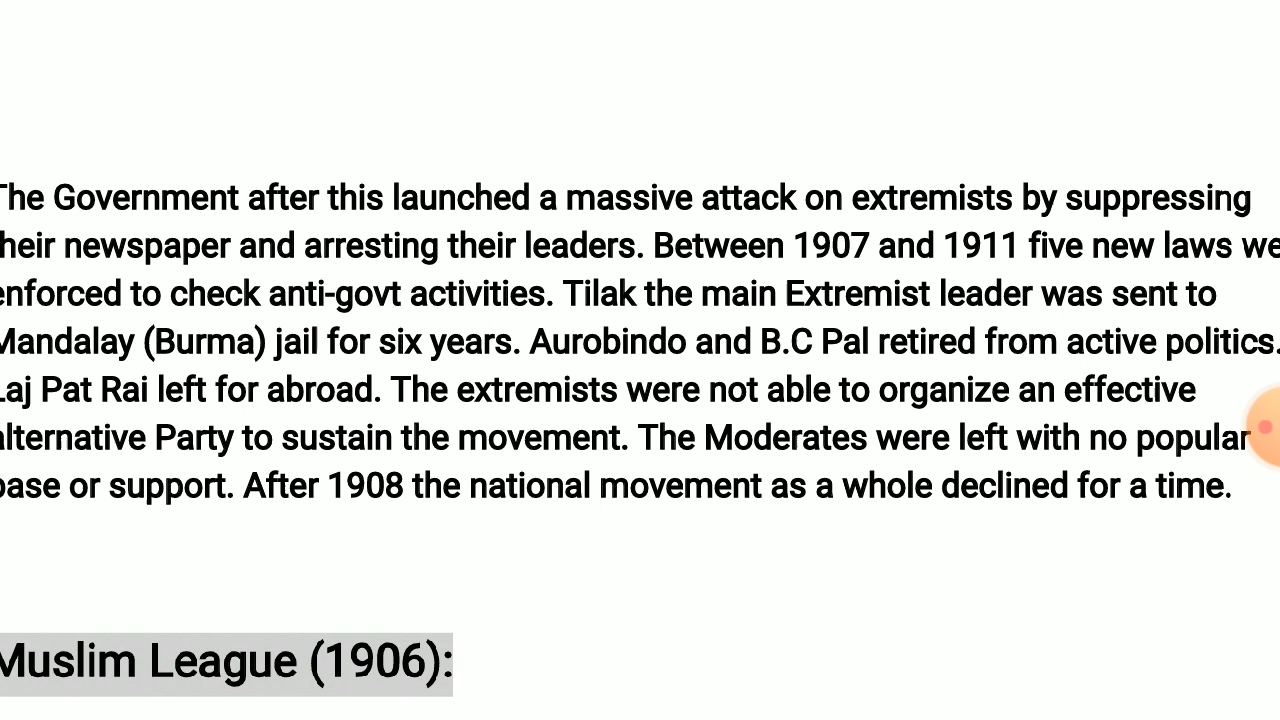 The Government after this launched a massive attack on extremists by suppressing
their newspaper and arresting their leaders. Between 1907 and 1911 five new laws we
enforced to check anti-govt activities. Tilak the main Extremist leader was sent to
Mandalay (Burma) jail for six years. Aurobindo and B.C Pal retired from active politics.
Laj Pat Rai left for abroad. The extremists were not able to organize an effective
alternative Party to sustain the movement. The Moderates were left with no popular
base or support. After 1908 the national movement as a whole declined for a time.
Muslim League (1906):